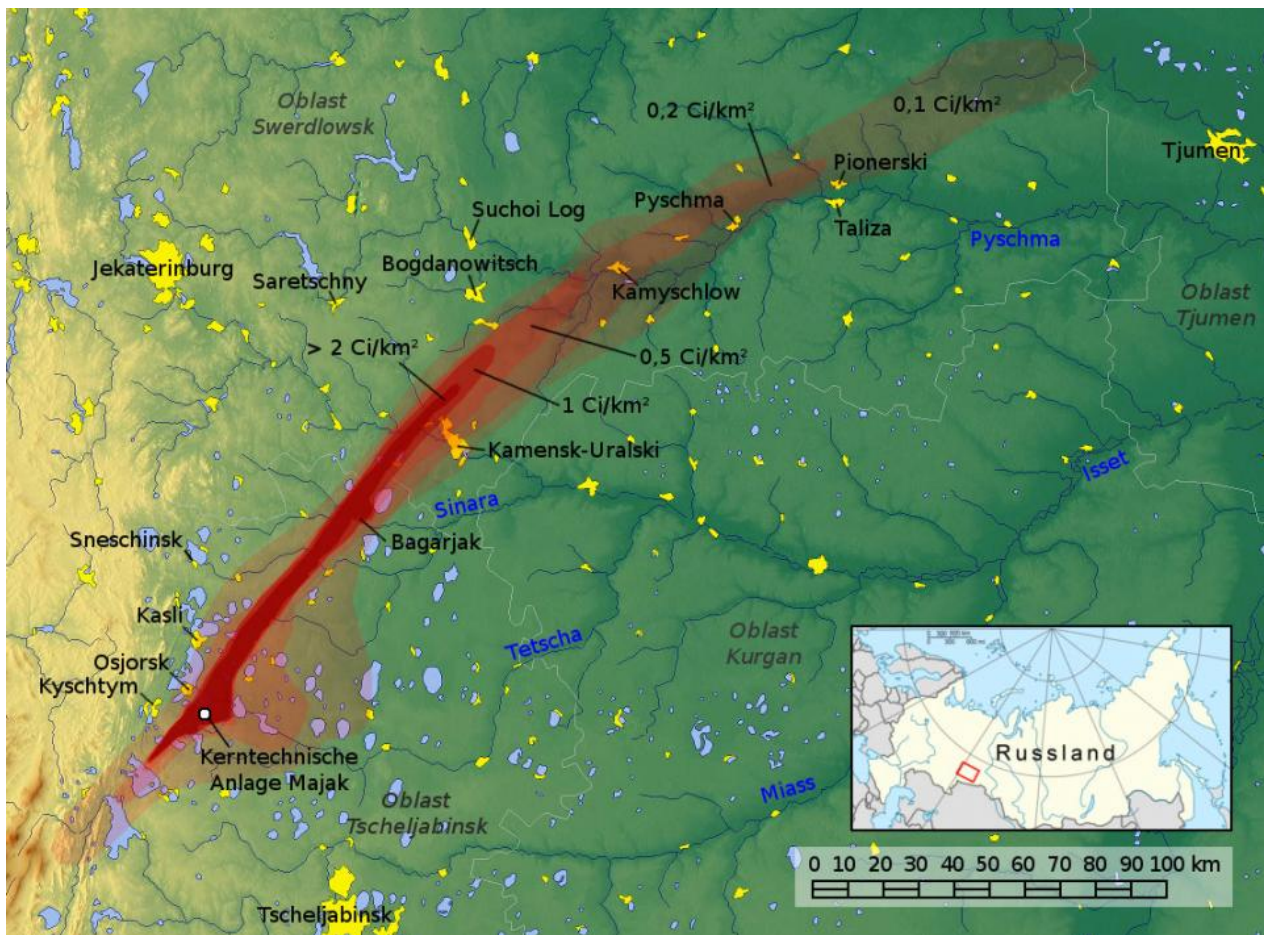 Oblast
Swerdlowsk
0,2 Ci/km²
0,1 Ci/km²
Tjumen
Pionerski
Pyschma
Taliza
Suchoi Log
Pyschma
Jekaterinburg
Saretschny
Bogdanowitsch
Kamyschlow
Oblast
Tjumen
> 2 Ci/km²
0,5 Ci/km²
1 Ci/km²
Kamensk-Uralski
Isset
Sinara
Sneschinsk
Bagarjak
Kasli
Tetscha
Oblast
Kurgan
Osjorsk
Kyschtym
Kerntechnische
Anlage Majak
Russland
Miass
Oblast
Tscheljabinsk
0 10 20 30 40 50 60 70 80 90 100 km
Tscheljabinsk